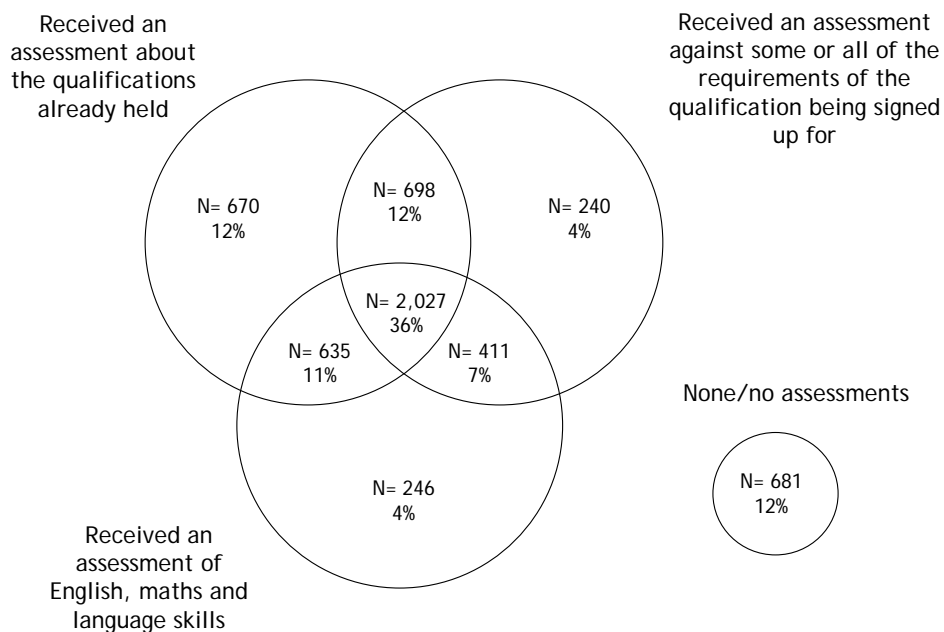 Received an
assessment about
the qualifications
already held
Received an assessment
against some or all of the
requirements of the
qualification being signed
up for
N= 670
12%
N= 698
12%
N= 240
4%
N= 2,027
36%
N= 635
11%
N= 411
7%
None/no assessments
N= 681
12%
N= 246
4%
Received an
assessment of
English, maths and
language skills